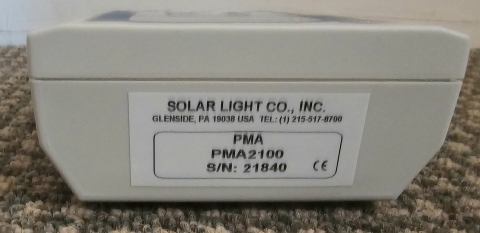 SOLAR LIGHT CO., INC.
GLENSIDE, PA 19038 USA TEL: (1) 215-517-8700
PMA
PMA2100
S/N: 21840 CE